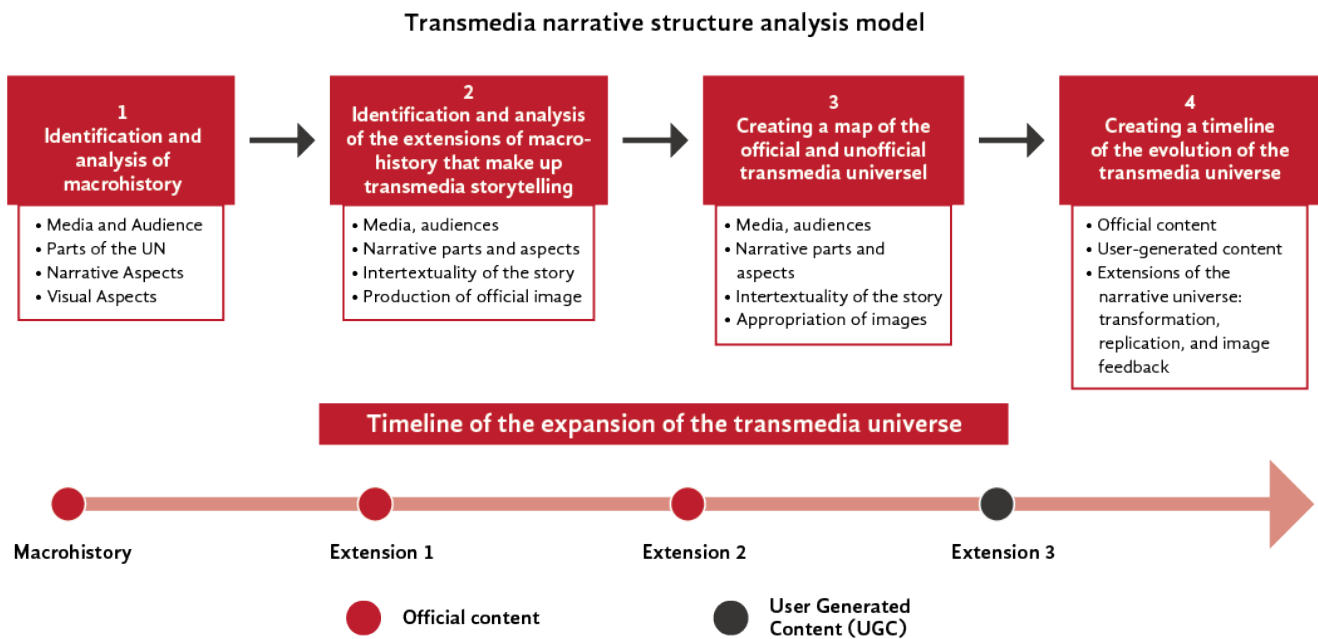 Transmedia narrative structure analysis model
1
Identification and
analysis of
macrohistory
• Media and Audience
• Parts of the UN
• Narrative Aspects
• Visual Aspects
2
Identification and analysis
of the extensions of macro-
history that make up
transmedia storytelling
• Media, audiences
• Narrative parts and aspects
• Intertextuality of the story
• Production of official image
3
Creating a map of the
official and unofficial
transmedia universel
• Media, audiences
• Narrative parts and
aspects
• Intertextuality of the story
• Appropriation of images
4
Creating a timeline
of the evolution of the
transmedia universe
• Official content
• User-generated content
• Extensions of the
narrative universe:
transformation,
replication, and image
feedback
Timeline of the expansion of the transmedia universe
Macrohistory
Extension 1
Extension 2
Extension 3
Official content
User Generated
Content (UGC)